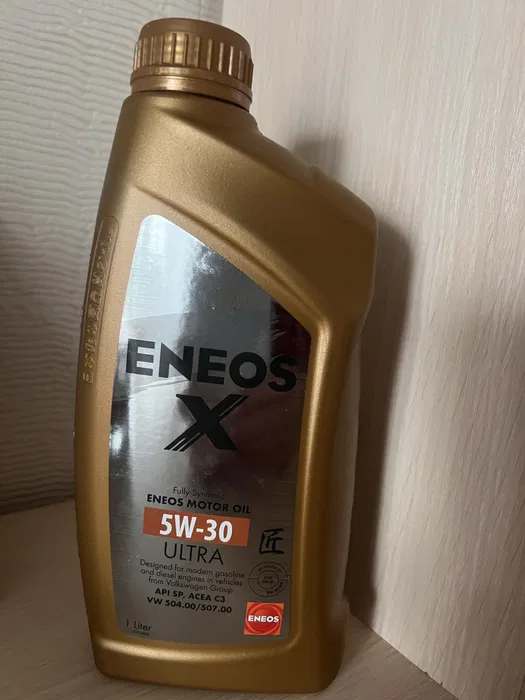 ENEOS
X
Fully Synthetic
ENEOS MOTOR OIL
5W-30
ULTRA
匠
Designed for modern gasoline
and diesel engines in vehicles
from Volkswagen Group
API SP, ACEA C3
VW 504.00/507.00
1 Liter
ENEOS